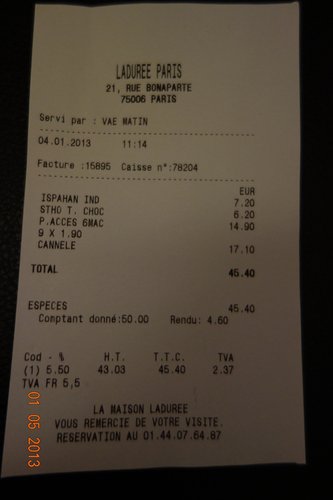 LADUREE PARIS
21, RUE BONAPARTE
75006 PARIS
Servi par : VAE MATIN
04.01.2013 11:14
Facture :15895 Caisse n°:78204
EUR
ISPAHAN IND 7.20
STHO T. CHOC 6.20
P.ACCES 6MAC 14.90
9 X 1.90
CANNELE 17.10
TOTAL 45.40
ESPECES 45.40
Comptant donné:50.00 Rendu: 4.60
Cod - % H.T. T.T.C. TVA
(1) 5.50 43.03 45.40 2.37
TVA FR 5,5
LA MAISON LADUREE
VOUS REMERCIE DE VOTRE VISITE.
RESERVATION AU 01.44.07.64.87
01 05 2013